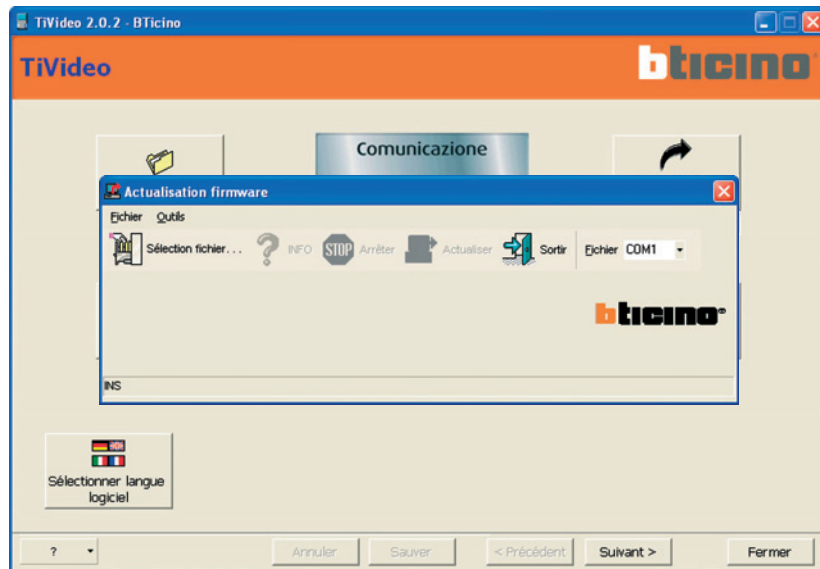 TiVideo 2.0.2 - BTicino
TiVideo
bticino
Comunicazione
Actualisation firmware
Fichier Outils
Sélection fichier... INFO STOP Arrêter Actualiser Sortir Fichier COM1
bticino
INS
Sélectionner langue
logiciel
? Annuler Sauver < Précédent Suivant > Fermer